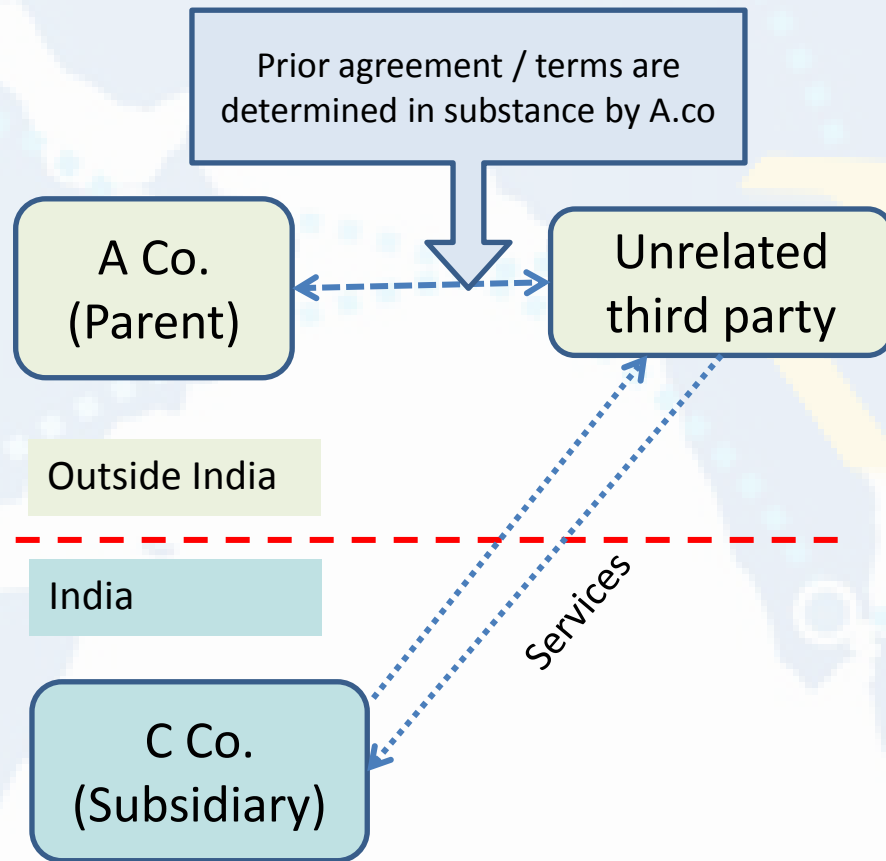 Prior agreement / terms are
determined in substance by A.co
A Co.
(Parent)
Unrelated
third party
Outside India
India
Services
C Co.
(Subsidiary)